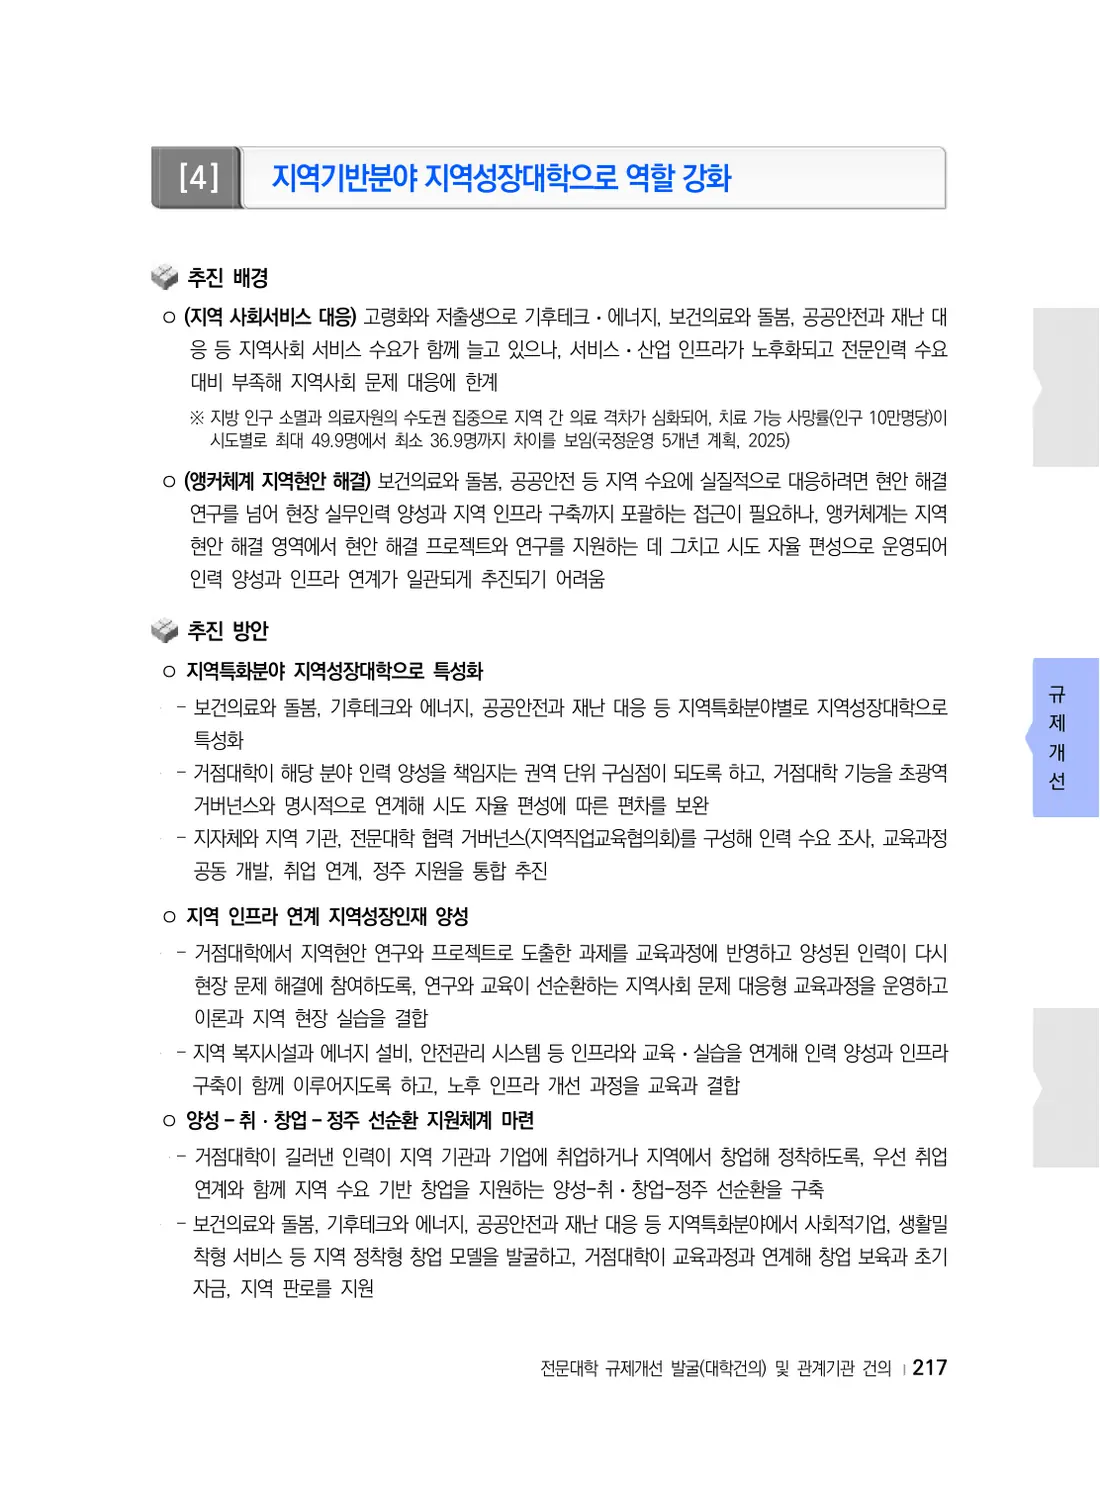 [4] 지역기반분야 지역성장대학으로 역할 강화
추진 배경
○ (지역 사회서비스 대응) 고령화와 저출생으로 기후테크・에너지, 보건의료와 돌봄, 공공안전과 재난 대
응 등 지역사회 서비스 수요가 함께 늘고 있으나, 서비스・산업 인프라가 노후화되고 전문인력 수요
대비 부족해 지역사회 문제 대응에 한계
※ 지방 인구 소멸과 의료자원의 수도권 집중으로 지역 간 의료 격차가 심화되어, 치료 가능 사망률(인구 10만명당)이
시도별로 최대 49.9명에서 최소 36.9명까지 차이를 보임(국정운영 5개년 계획, 2025)
○ (앵커체계 지역현안 해결) 보건의료와 돌봄, 공공안전 등 지역 수요에 실질적으로 대응하려면 현안 해결
연구를 넘어 현장 실무인력 양성과 지역 인프라 구축까지 포괄하는 접근이 필요하나, 앵커체계는 지역
현안 해결 영역에서 현안 해결 프로젝트와 연구를 지원하는 데 그치고 시도 자율 편성으로 운영되어
인력 양성과 인프라 연계가 일관되게 추진되기 어려움
추진 방안
○ 지역특화분야 지역성장대학으로 특성화
- 보건의료와 돌봄, 기후테크와 에너지, 공공안전과 재난 대응 등 지역특화분야별로 지역성장대학으로
특성화
- 거점대학이 해당 분야 인력 양성을 책임지는 권역 단위 구심점이 되도록 하고, 거점대학 기능을 초광역
거버넌스와 명시적으로 연계해 시도 자율 편성에 따른 편차를 보완
- 지자체와 지역 기관, 전문대학 협력 거버넌스(지역직업교육협의회)를 구성해 인력 수요 조사, 교육과정
공동 개발, 취업 연계, 정주 지원을 통합 추진
○ 지역 인프라 연계 지역성장인재 양성
- 거점대학에서 지역현안 연구와 프로젝트로 도출한 과제를 교육과정에 반영하고 양성된 인력이 다시
현장 문제 해결에 참여하도록, 연구와 교육이 선순환하는 지역사회 문제 대응형 교육과정을 운영하고
이론과 지역 현장 실습을 결합
- 지역 복지시설과 에너지 설비, 안전관리 시스템 등 인프라와 교육・실습을 연계해 인력 양성과 인프라
구축이 함께 이루어지도록 하고, 노후 인프라 개선 과정을 교육과 결합
○ 양성-취·창업-정주 선순환 지원체계 마련
- 거점대학이 길러낸 인력이 지역 기관과 기업에 취업하거나 지역에서 창업해 정착하도록, 우선 취업
연계와 함께 지역 수요 기반 창업을 지원하는 양성-취・창업-정주 선순환을 구축
- 보건의료와 돌봄, 기후테크와 에너지, 공공안전과 재난 대응 등 지역특화분야에서 사회적기업, 생활밀
착형 서비스 등 지역 정착형 창업 모델을 발굴하고, 거점대학이 교육과정과 연계해 창업 보육과 초기
자금, 지역 판로를 지원
규
제
개
선
전문대학 규제개선 발굴(대학건의) 및 관계기관 건의 | 217